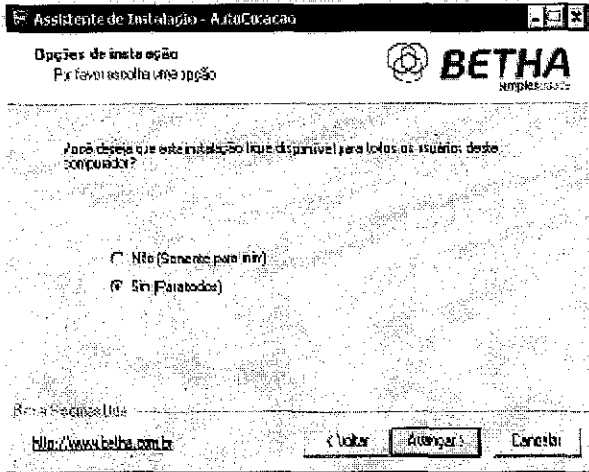 Assistente de Instalação - AutoCotacao
Opções de instalação
Por favor escolha uma opção
BETHA
simplesmente
Você deseja que esta instalação fique disponível para todos os usuários deste
computador?
Não (Somente para mim)
Sim (Para todos)
http://www.betha.com.br
< Voltar
Avançar >
Cancelar